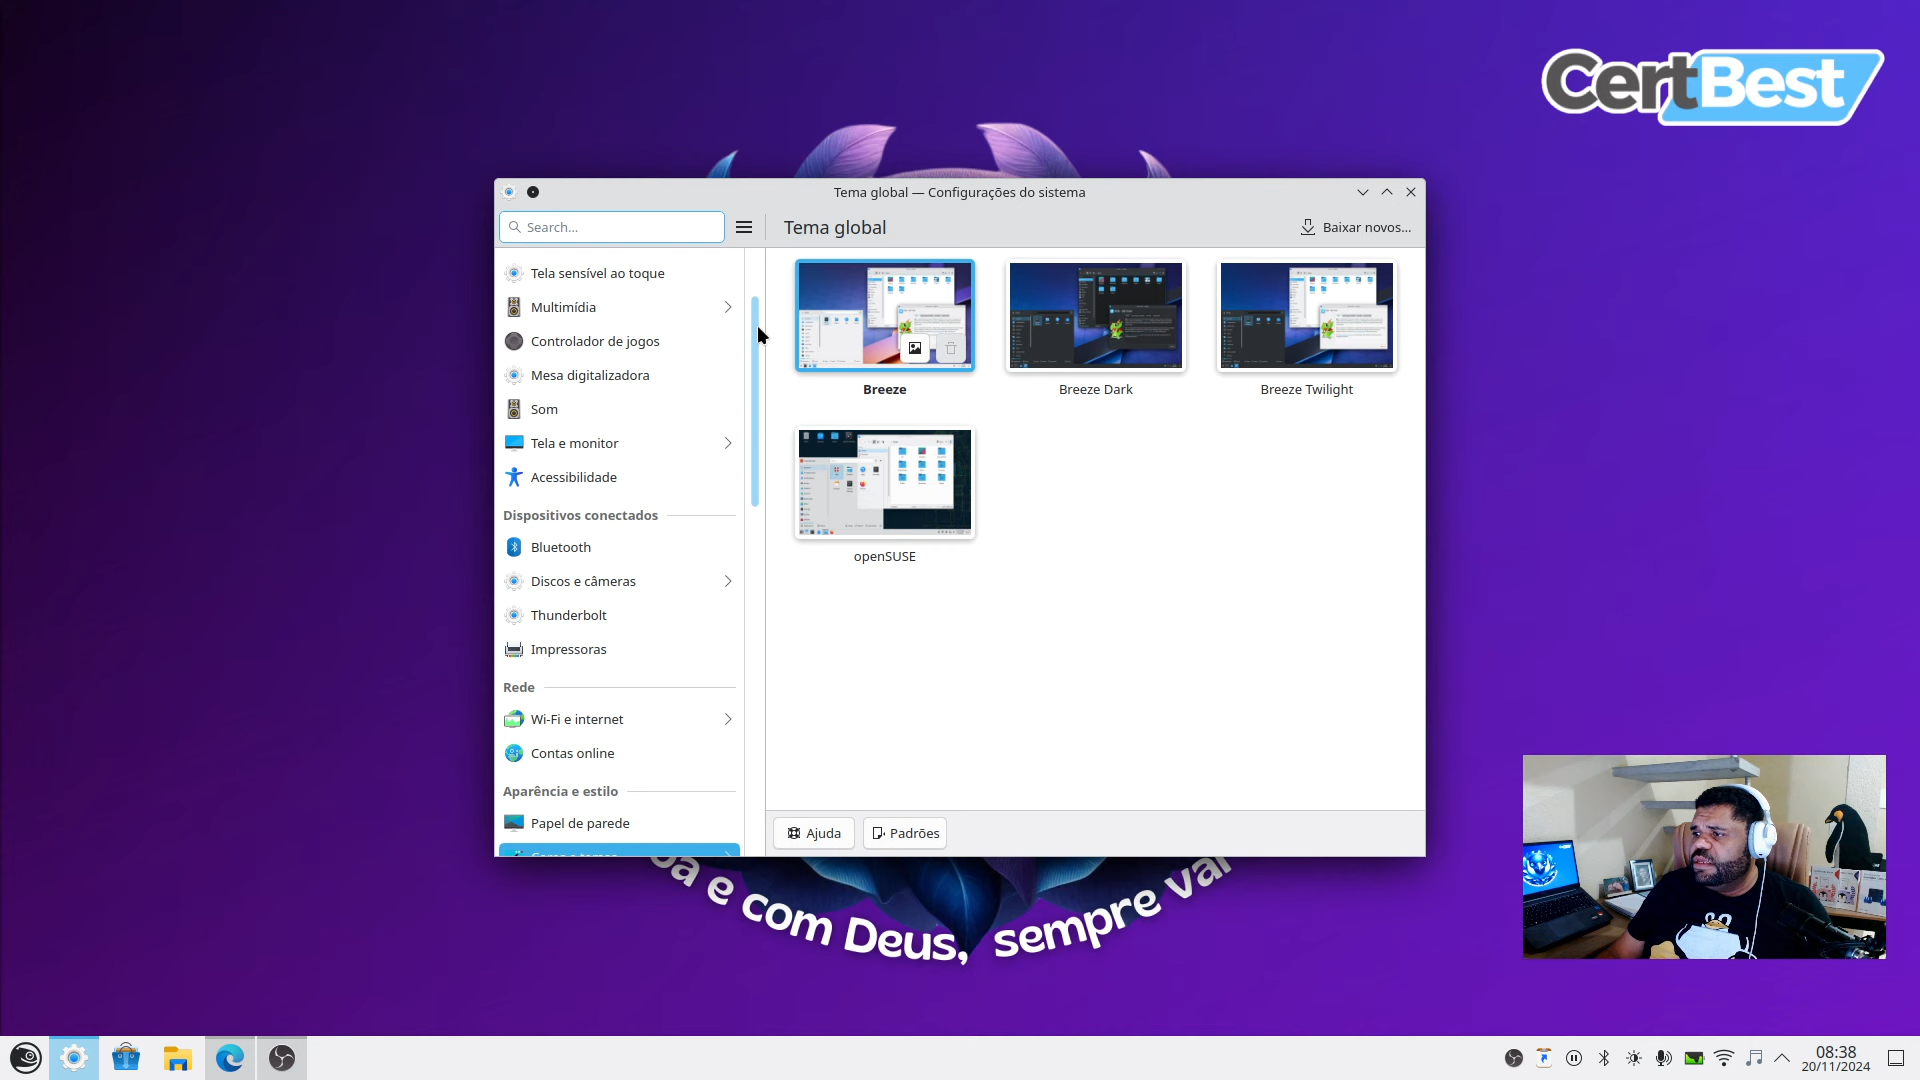 CertBest
Tema global — Configurações do sistema
Search...
Tema global
Baixar novos...
Tela sensível ao toque
Multimídia
Controlador de jogos
Mesa digitalizadora
Som
Tela e monitor
Acessibilidade
Dispositivos conectados
Bluetooth
Discos e câmeras
Thunderbolt
Impressoras
Rede
Wi-Fi e internet
Contas online
Aparência e estilo
Papel de parede
Breeze
Breeze Dark
Breeze Twilight
openSUSE
Ajuda
Padrões
e com Deus, sempre vai
08:38
20/11/2024